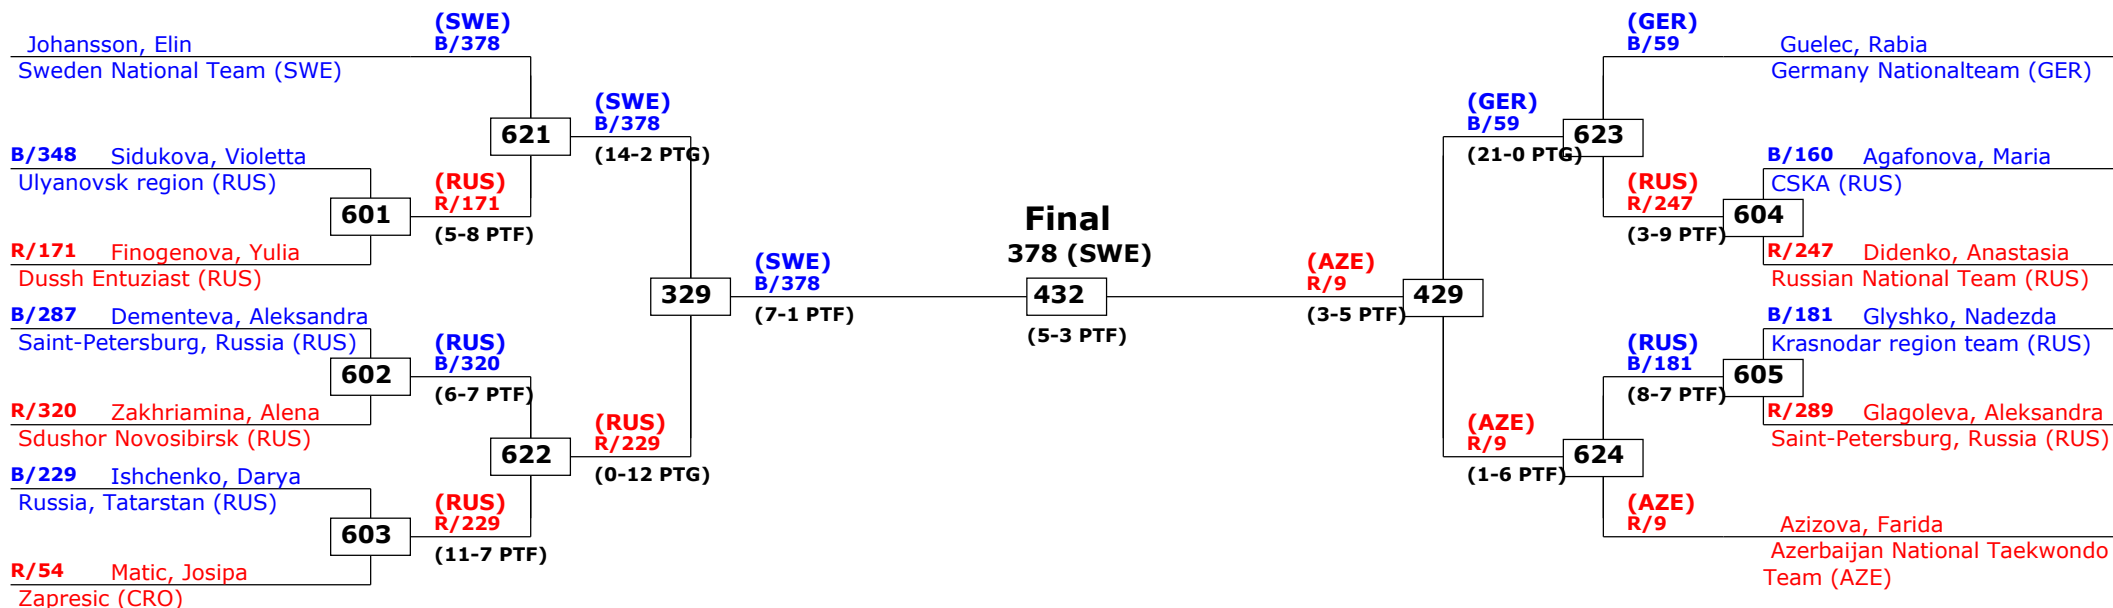 (SWE)
B/378
Johansson, Elin
Sweden National Team (SWE)
(SWE)
B/378
621
(14-2 PTG)
B/348 Sidukova, Violetta
Ulyanovsk region (RUS)
(RUS)
R/171
601
(5-8 PTF)
R/171 Finogenova, Yulia
Dussh Entuziast (RUS)
(SWE)
B/378
329
(7-1 PTF)
B/287 Dementeva, Aleksandra
Saint-Petersburg, Russia (RUS)
(RUS)
B/320
602
(6-7 PTF)
R/320 Zakhriamina, Alena
Sdushor Novosibirsk (RUS)
(RUS)
R/229
622
(0-12 PTG)
B/229 Ishchenko, Darya
Russia, Tatarstan (RUS)
(RUS)
R/229
603
(11-7 PTF)
R/54 Matic, Josipa
Zapresic (CRO)
Final
378 (SWE)
432
(5-3 PTF)
(GER)
B/59
Guelec, Rabia
Germany Nationalteam (GER)
(GER)
B/59
623
(21-0 PTG)
B/160 Agafonova, Maria
CSKA (RUS)
(RUS)
R/247
604
(3-9 PTF)
R/247 Didenko, Anastasia
Russian National Team (RUS)
(AZE)
R/9
429
(3-5 PTF)
B/181 Glyshko, Nadezda
Krasnodar region team (RUS)
(RUS)
B/181
605
(8-7 PTF)
R/289 Glagoleva, Aleksandra
Saint-Petersburg, Russia (RUS)
(AZE)
R/9
624
(1-6 PTF)
(AZE)
R/9
Azizova, Farida
Azerbaijan National Taekwondo
Team (AZE)